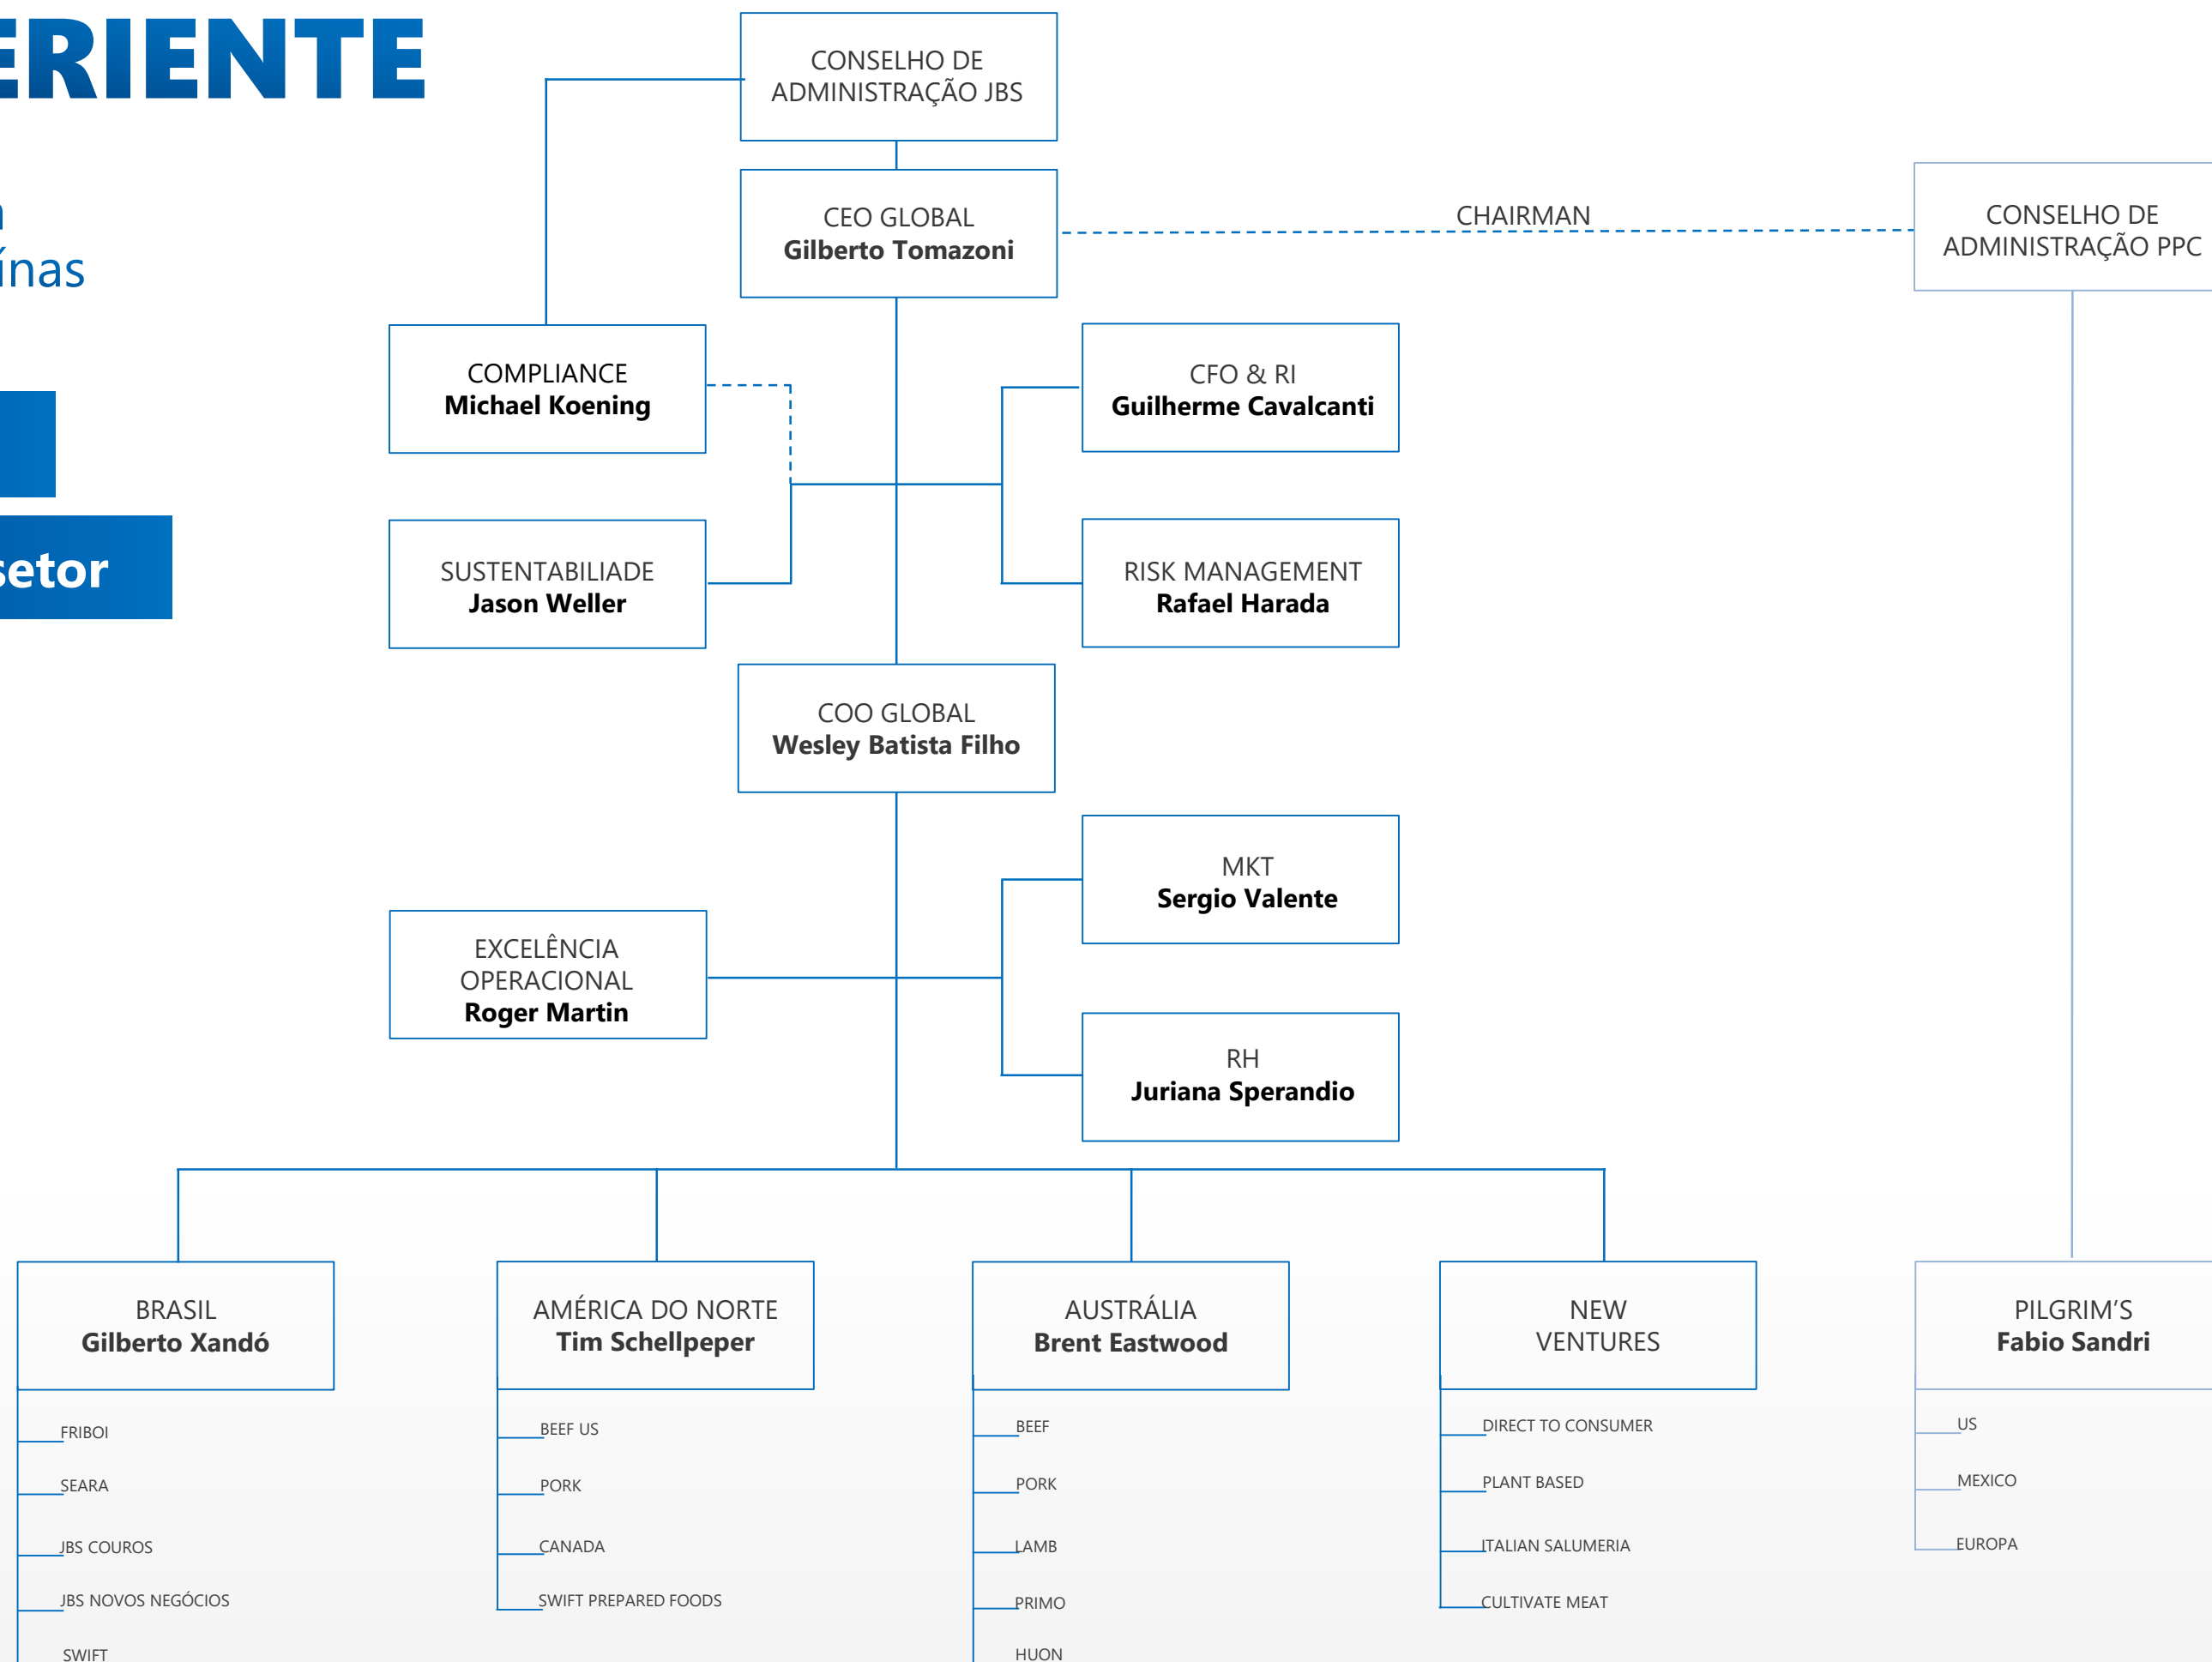 ERIENTE
ínas
setor
CONSELHO DE
ADMINISTRAÇÃO JBS
CEO GLOBAL
Gilberto Tomazoni
CHAIRMAN
CONSELHO DE
ADMINISTRAÇÃO PPC
COMPLIANCE
Michael Koening
CFO & RI
Guilherme Cavalcanti
SUSTENTABILIADE
Jason Weller
RISK MANAGEMENT
Rafael Harada
COO GLOBAL
Wesley Batista Filho
MKT
Sergio Valente
EXCELÊNCIA
OPERACIONAL
Roger Martin
RH
Juriana Sperandio
BRASIL
Gilberto Xandó
FRIBOI
SEARA
JBS COUROS
JBS NOVOS NEGÓCIOS
SWIFT
AMÉRICA DO NORTE
Tim Schellpeper
BEEF US
PORK
CANADA
SWIFT PREPARED FOODS
AUSTRÁLIA
Brent Eastwood
BEEF
PORK
LAMB
PRIMO
HUON
NEW
VENTURES
DIRECT TO CONSUMER
PLANT BASED
ITALIAN SALUMERIA
CULTIVATE MEAT
PILGRIM’S
Fabio Sandri
US
MEXICO
EUROPA